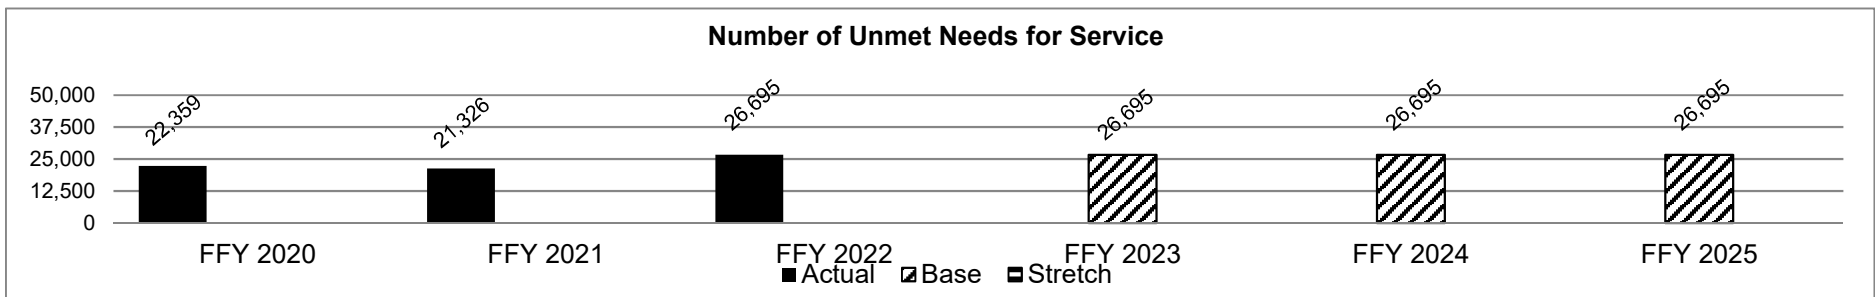 Number of Unmet Needs for Service
50,000
37,500
25,000
12,500
0
22,359
21,326
26,695
26,695
26,695
26,695
FFY 2020
FFY 2021
FFY 2022
FFY 2023
FFY 2024
FFY 2025
Actual
Base
Stretch